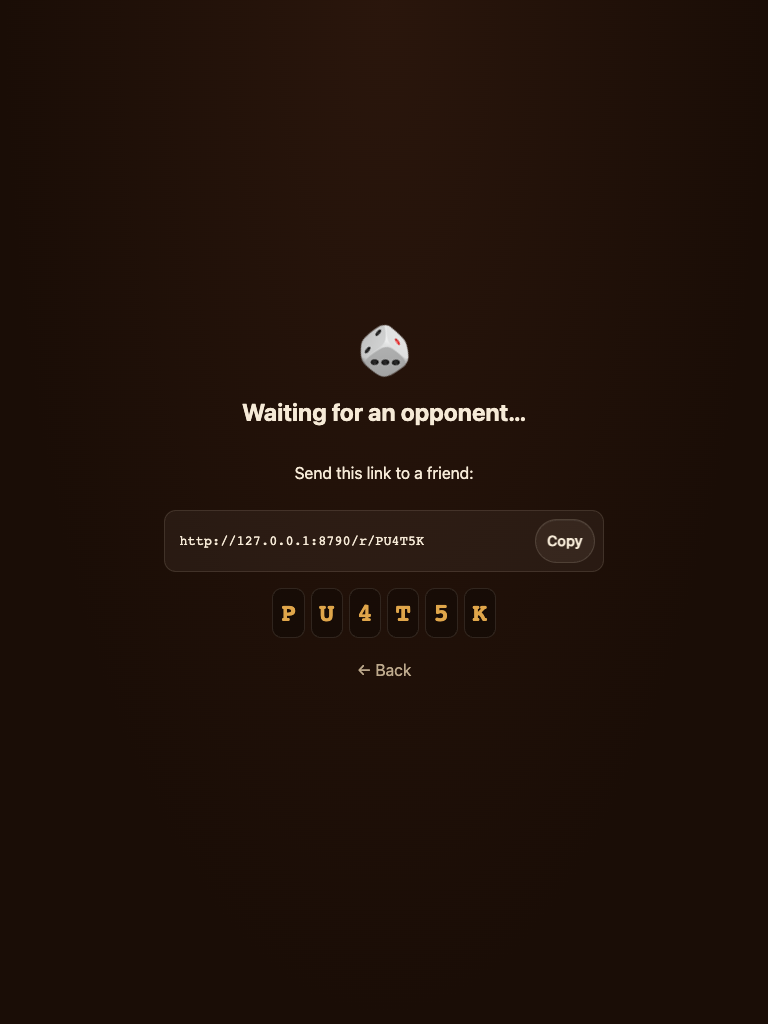 Waiting for an opponent...
Send this link to a friend:
http://127.0.0.1:8790/r/PU4T5K Copy
P U 4 T 5 K
← Back